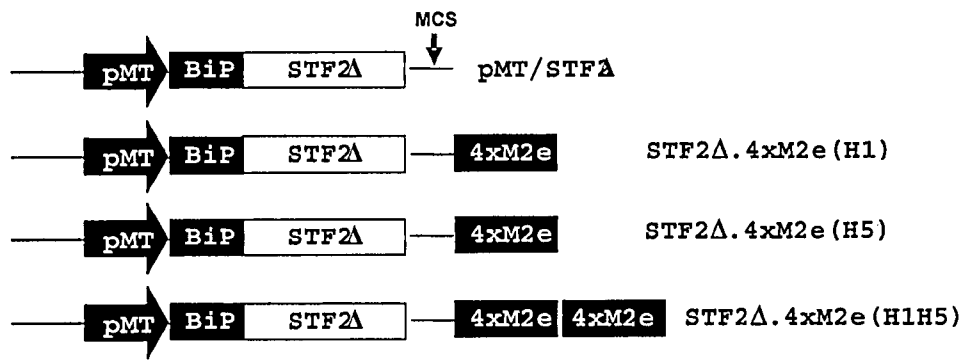 MCS
pMT BiP STF2Δ pMT/STF2Δ
pMT BiP STF2Δ 4xM2e STF2Δ.4xM2e(H1)
pMT BiP STF2Δ 4xM2e STF2Δ.4xM2e(H5)
pMT BiP STF2Δ 4xM2e 4xM2e STF2Δ.4xM2e(H1H5)